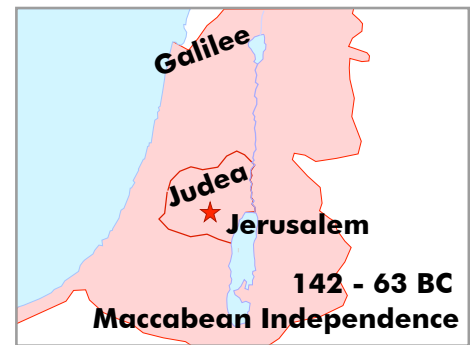 Galilee
Judea
Jerusalem
142 - 63 BC
Maccabean Independence